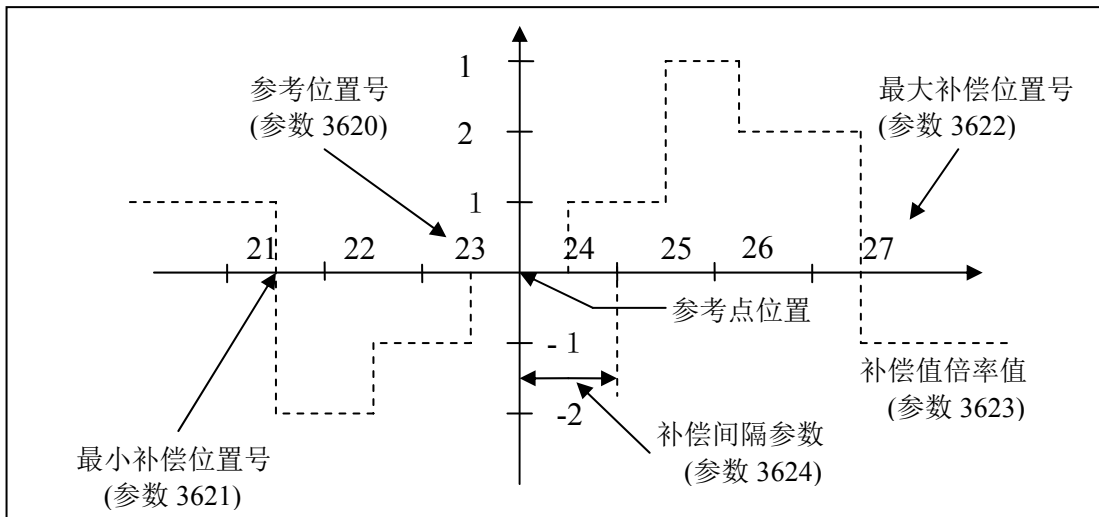 1
参考位置号
(参数 3620)
最大补偿位置号
(参数 3622)
2
1
21 22 23 24 25 26 27
参考点位置
- 1
补偿值倍率值
(参数 3623)
-2
补偿间隔参数
(参数 3624)
最小补偿位置号
(参数 3621)